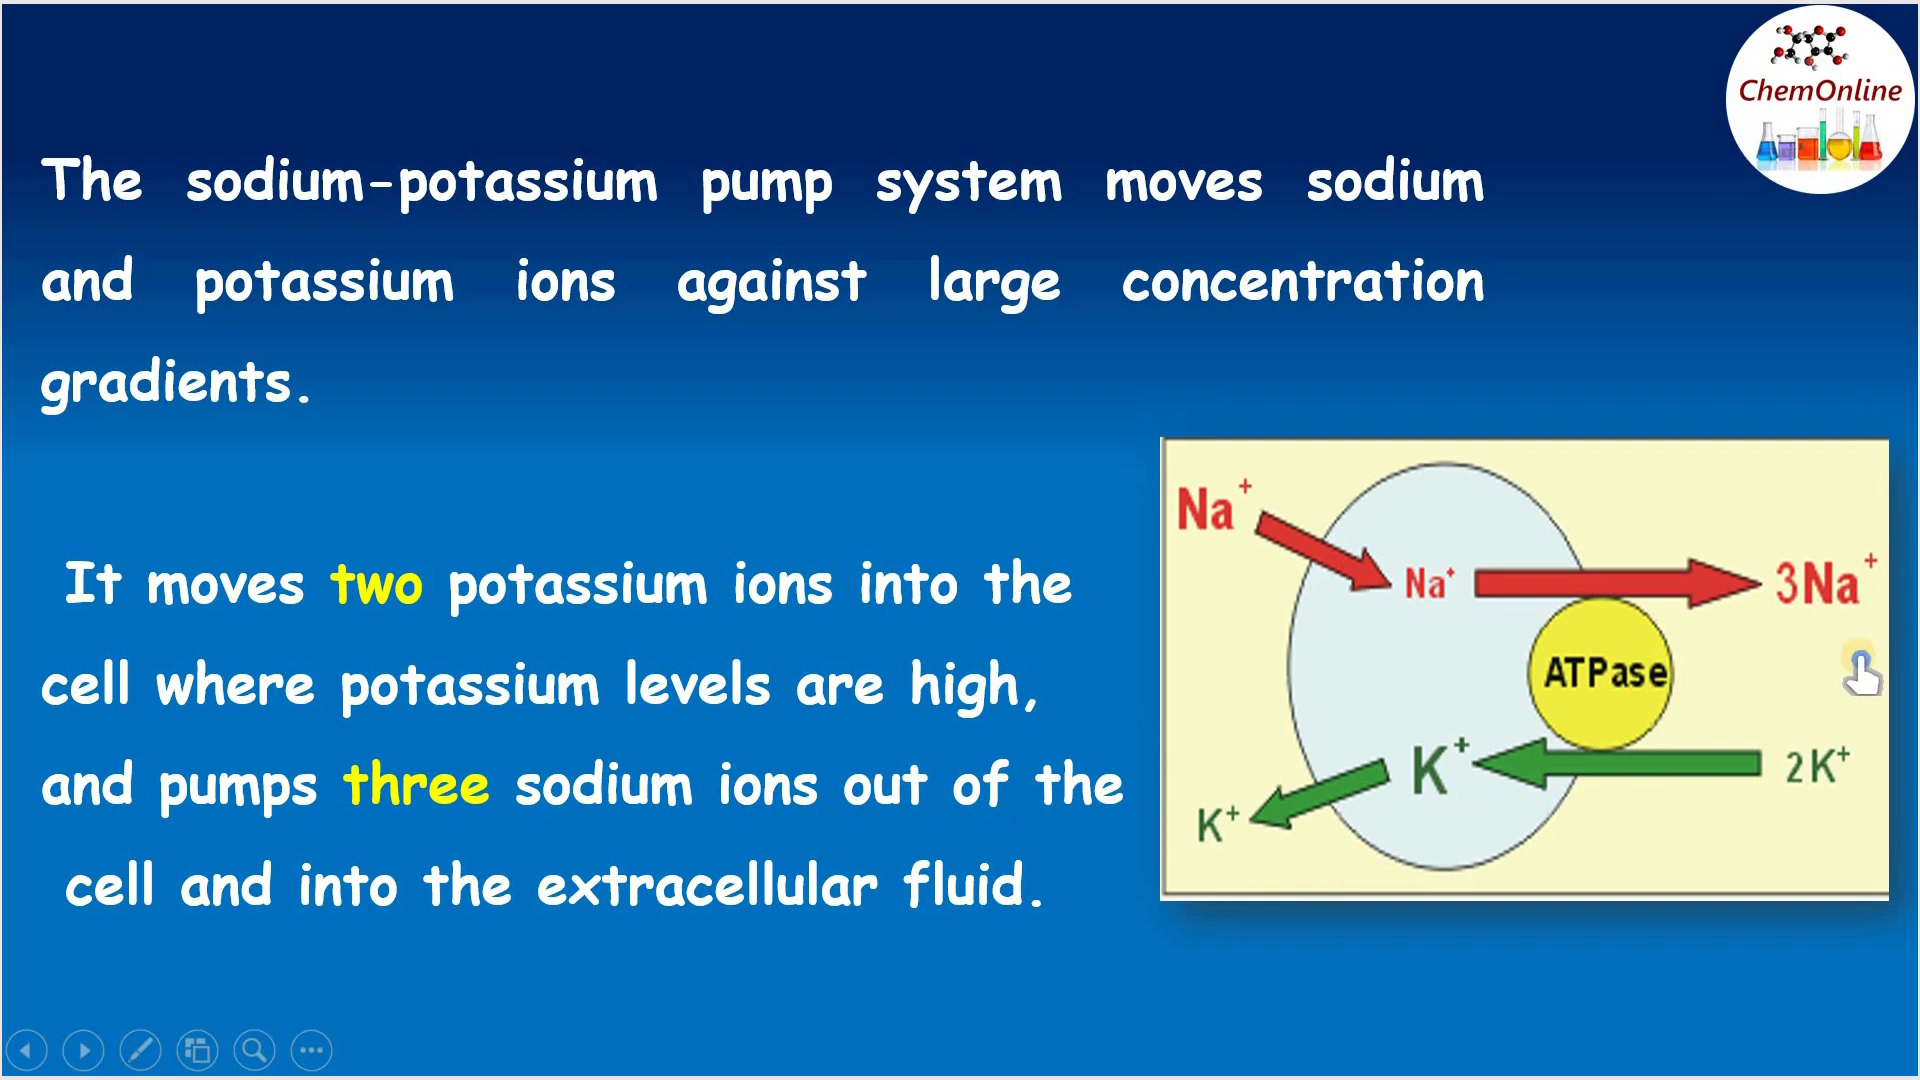 ChemOnline
The sodium-potassium pump system moves sodium
and potassium ions against large concentration
gradients.
It moves two potassium ions into the
cell where potassium levels are high,
and pumps three sodium ions out of the
cell and into the extracellular fluid.
Na⁺
Na⁺
3Na⁺
ATPase
K⁺
2K⁺
K⁺